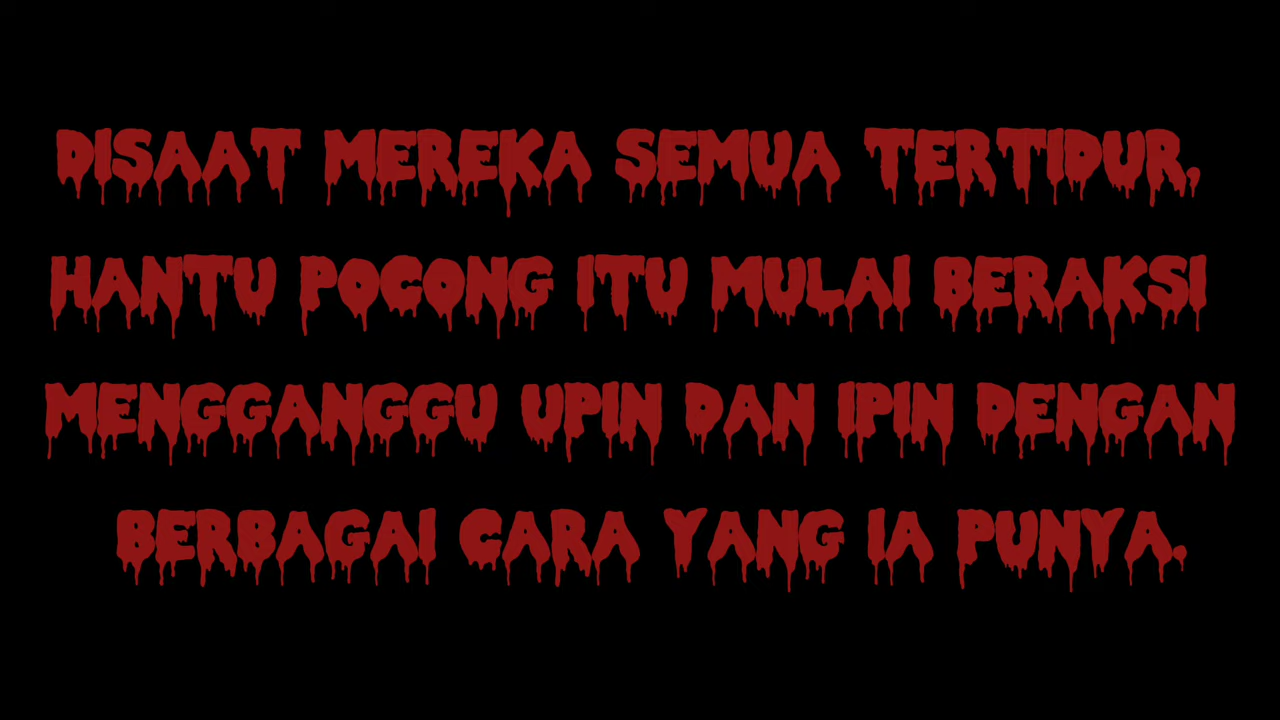 DISAAT MEREKA SEMUA TERTIDUR,
HANTU POCONG ITU MULAI BERAKSI
MENGGANGGU UPIN DAN IPIN DENGAN
BERBAGAI CARA YANG IA PUNYA.